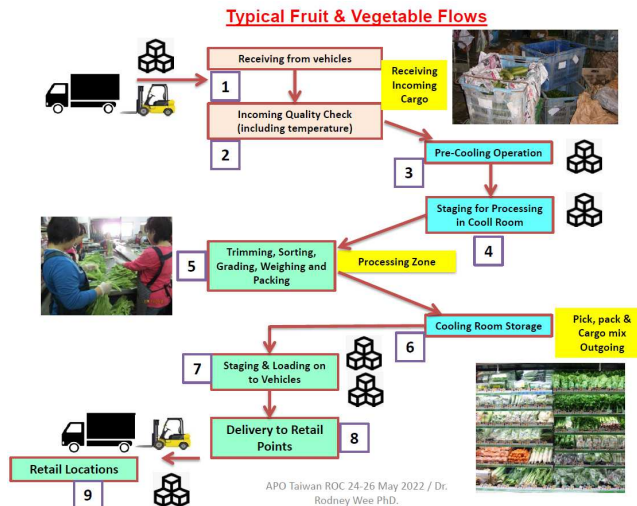 Typical Fruit & Vegetable Flows
Receiving from vehicles
1
Receiving
Incoming
Cargo
Incoming Quality Check
(including temperature)
2
Pre-Cooling Operation
3
Staging for Processing
in Cooll Room
4
5
Trimming, Sorting,
Grading, Weighing and
Packing
Processing Zone
Cooling Room Storage
6
Pick, pack &
Cargo mix
Outgoing
7
Staging & Loading on
to Vehicles
Delivery to Retail
Points
8
Retail Locations
9
APO Taiwan ROC 24-26 May 2022 / Dr.
Rodney Wee PhD.